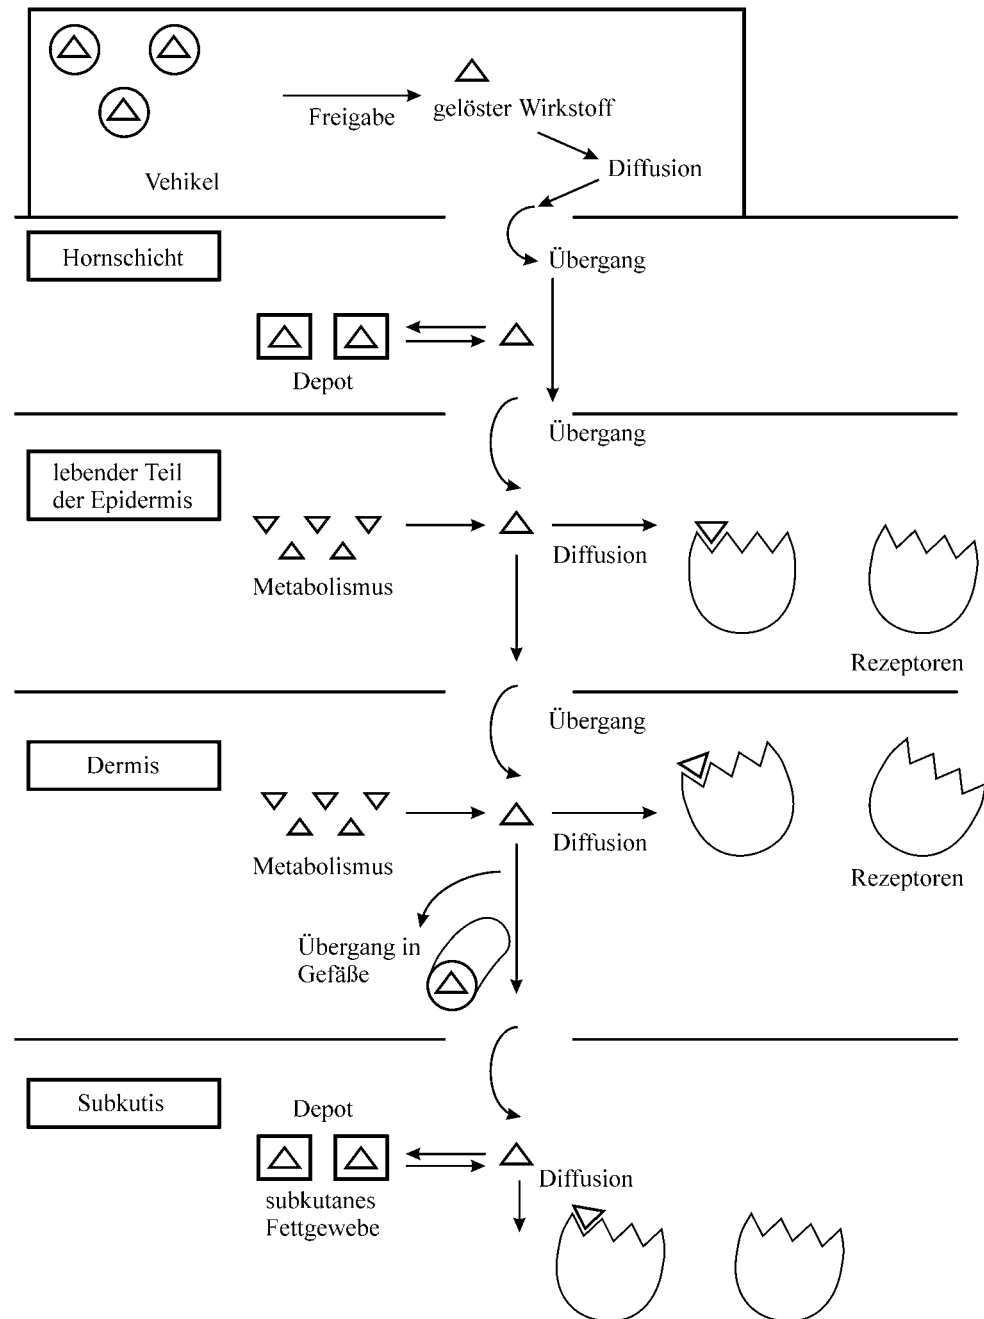 Freigabe
gelöster Wirkstoff
Vehikel
Diffusion
Hornschicht
Übergang
Depot
Übergang
lebender Teil
der Epidermis
Metabolismus
Diffusion
Rezeptoren
Übergang
Dermis
Metabolismus
Diffusion
Rezeptoren
Übergang in
Gefäße
Subkutis
Depot
Diffusion
subkutanes
Fettgewebe